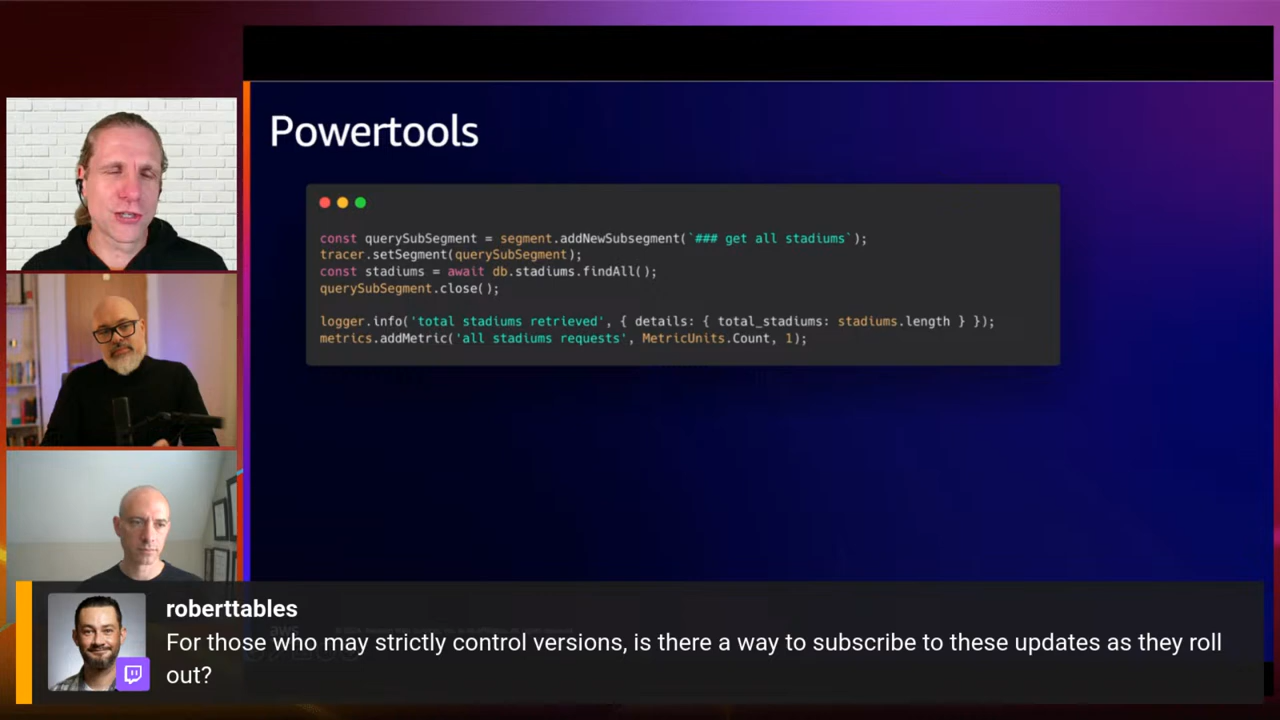 Powertools
const querySubSegment = segment.addNewSubsegment(`### get all stadiums`);
tracer.setSegment(querySubSegment);
const stadiums = await db.stadiums.findAll();
querySubSegment.close();
logger.info('total stadiums retrieved', { details: { total_stadiums: stadiums.length } });
metrics.addMetric('all stadiums requests', MetricUnits.Count, 1);
roberttables
For those who may strictly control versions, is there a way to subscribe to these updates as they roll
out?